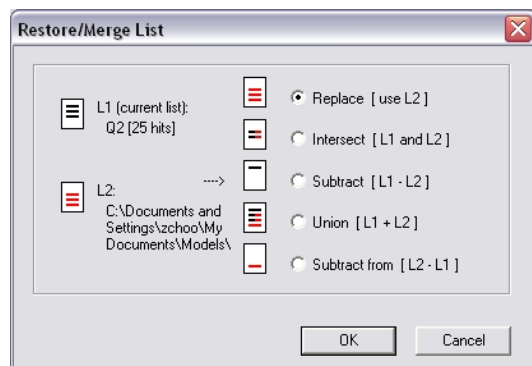 Restore/Merge List
L1 (current list):
Q2 [25 hits]
L2:
C:\Documents and
Settings\zchoo\My
Documents\Models\
---->
Replace [ use L2 ]
Intersect [ L1 and L2 ]
Subtract [ L1 - L2 ]
Union [ L1 + L2 ]
Subtract from [ L2 - L1 ]
OK
Cancel